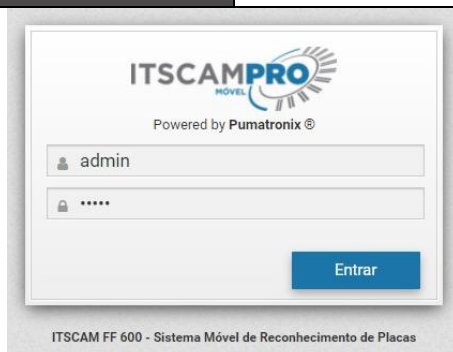 ITSCAMPRO
MÓVEL
Powered by Pumatronix ®
admin
•••••
Entrar
ITSCAM FF 600 - Sistema Móvel de Reconhecimento de Placas